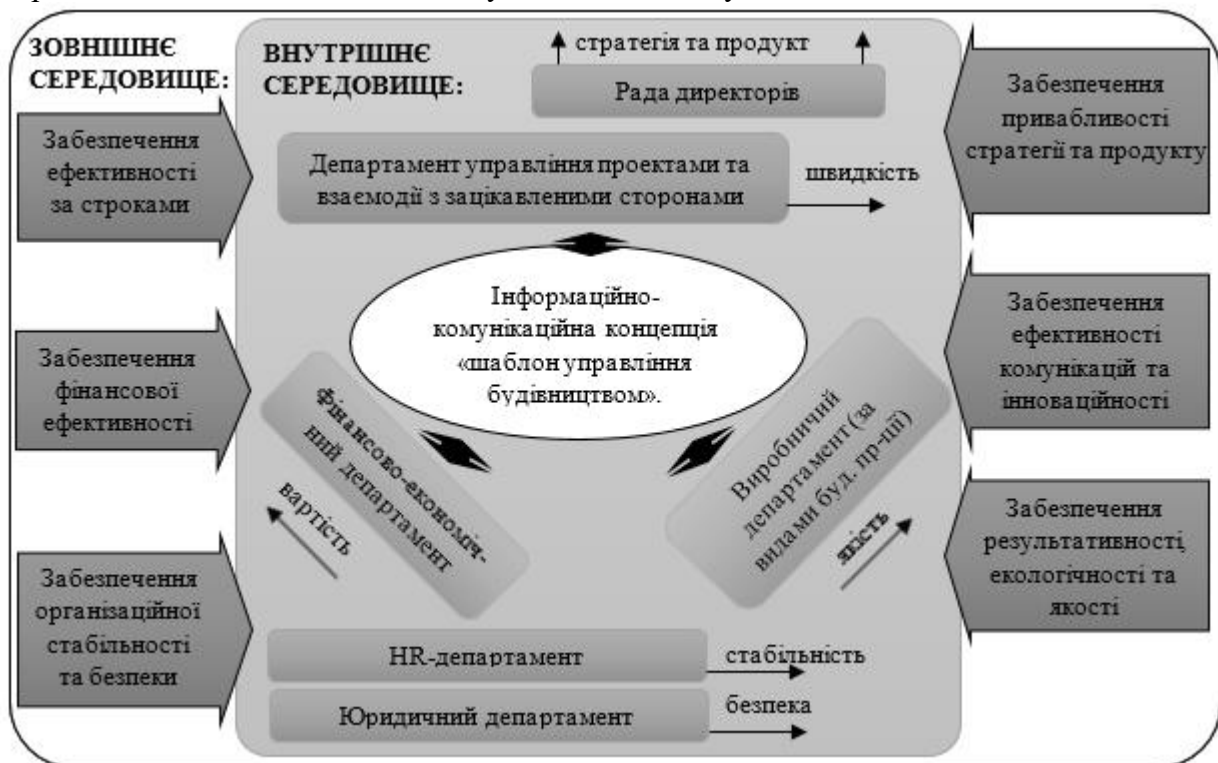 ЗОВНІШНЄ
СЕРЕДОВИЩЕ:
Забезпечення
ефективності
за строками
Забезпечення
фінансової
ефективності
Забезпечення
організаційної
стабільності
та безпеки
ВНУТРІШНЄ
СЕРЕДОВИЩЕ:
стратегія та продукт
Рада директорів
Департамент управління проектами та
взаємодії з зацікавленими сторонами
швидкість
Інформаційно-
комунікаційна концепція
«шаблон управління
будівництвом».
фінансово-економіч-
ний департамент
вартість
Виробничий
департамент (за
видами буд. пр-ції)
якість
HR-департамент
стабільність
Юридичний департамент
безпека
Забезпечення
привабливості
стратегії та продукту
Забезпечення
ефективності
комунікацій та
інноваційності
Забезпечення
результативності,
екологічності та
якості